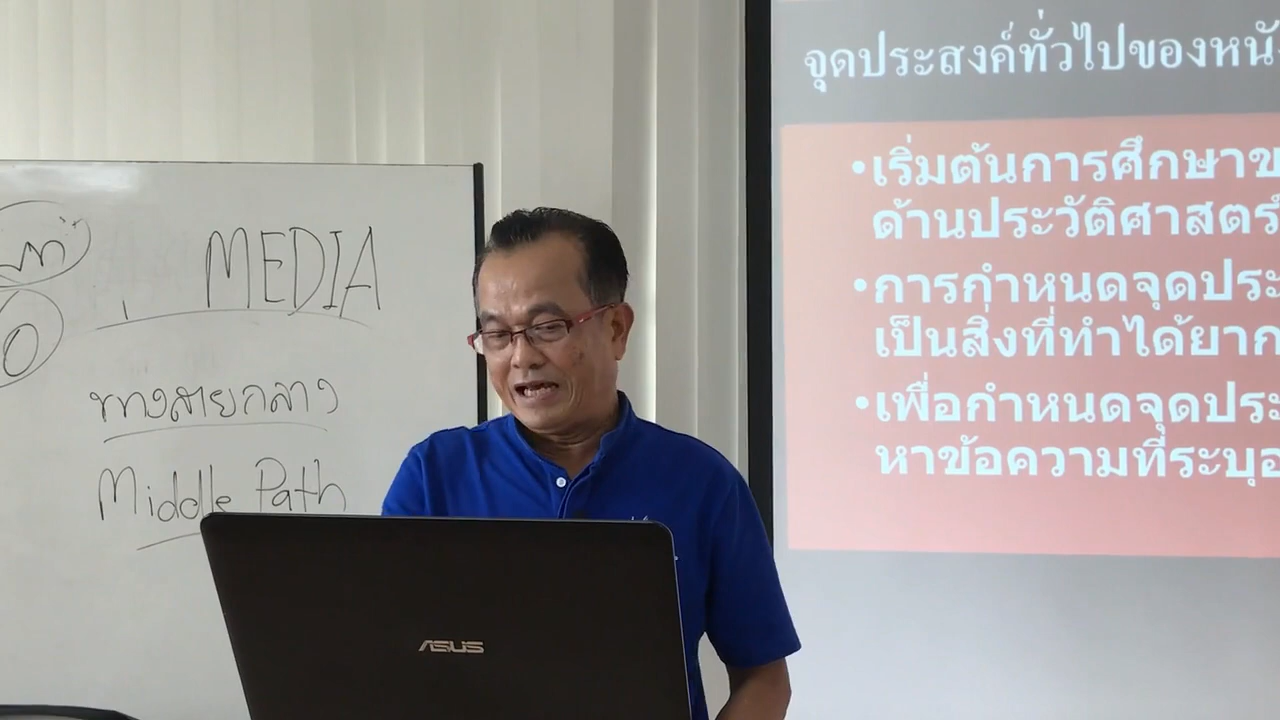 MEDIA
ทางสายกลาง
Middle Path
ASUS
จุดประสงค์ทั่วไปของหนั
•เริ่มต้นการศึกษาข
ด้านประวัติศาสตร์
•การกำหนดจุดประ
เป็นสิ่งที่ทำได้ยาก
•เพื่อกำหนดจุดประ
หาข้อความที่ระบุอ